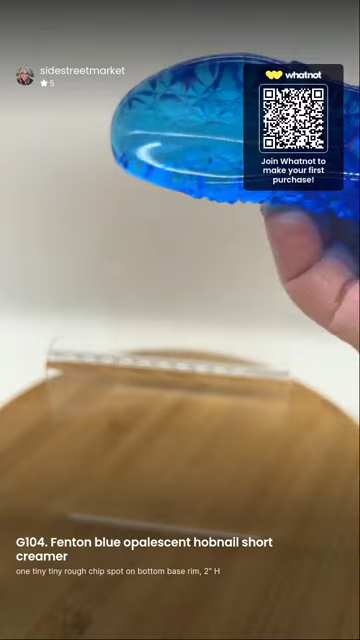 sidestreetmarket
5
whatnot
Join Whatnot to
make your first
purchase!
G104. Fenton blue opalescent hobnail short
creamer
one tiny tiny rough chip spot on bottom base rim, 2" H